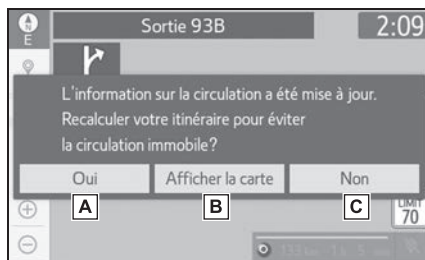 E
Sortie 93B
2:09
L'information sur la circulation a été mise à jour.
Recalculer votre itinéraire pour éviter
la circulation immobile?
Oui
Afficher la carte
Non
A
B
C
LIMIT
70